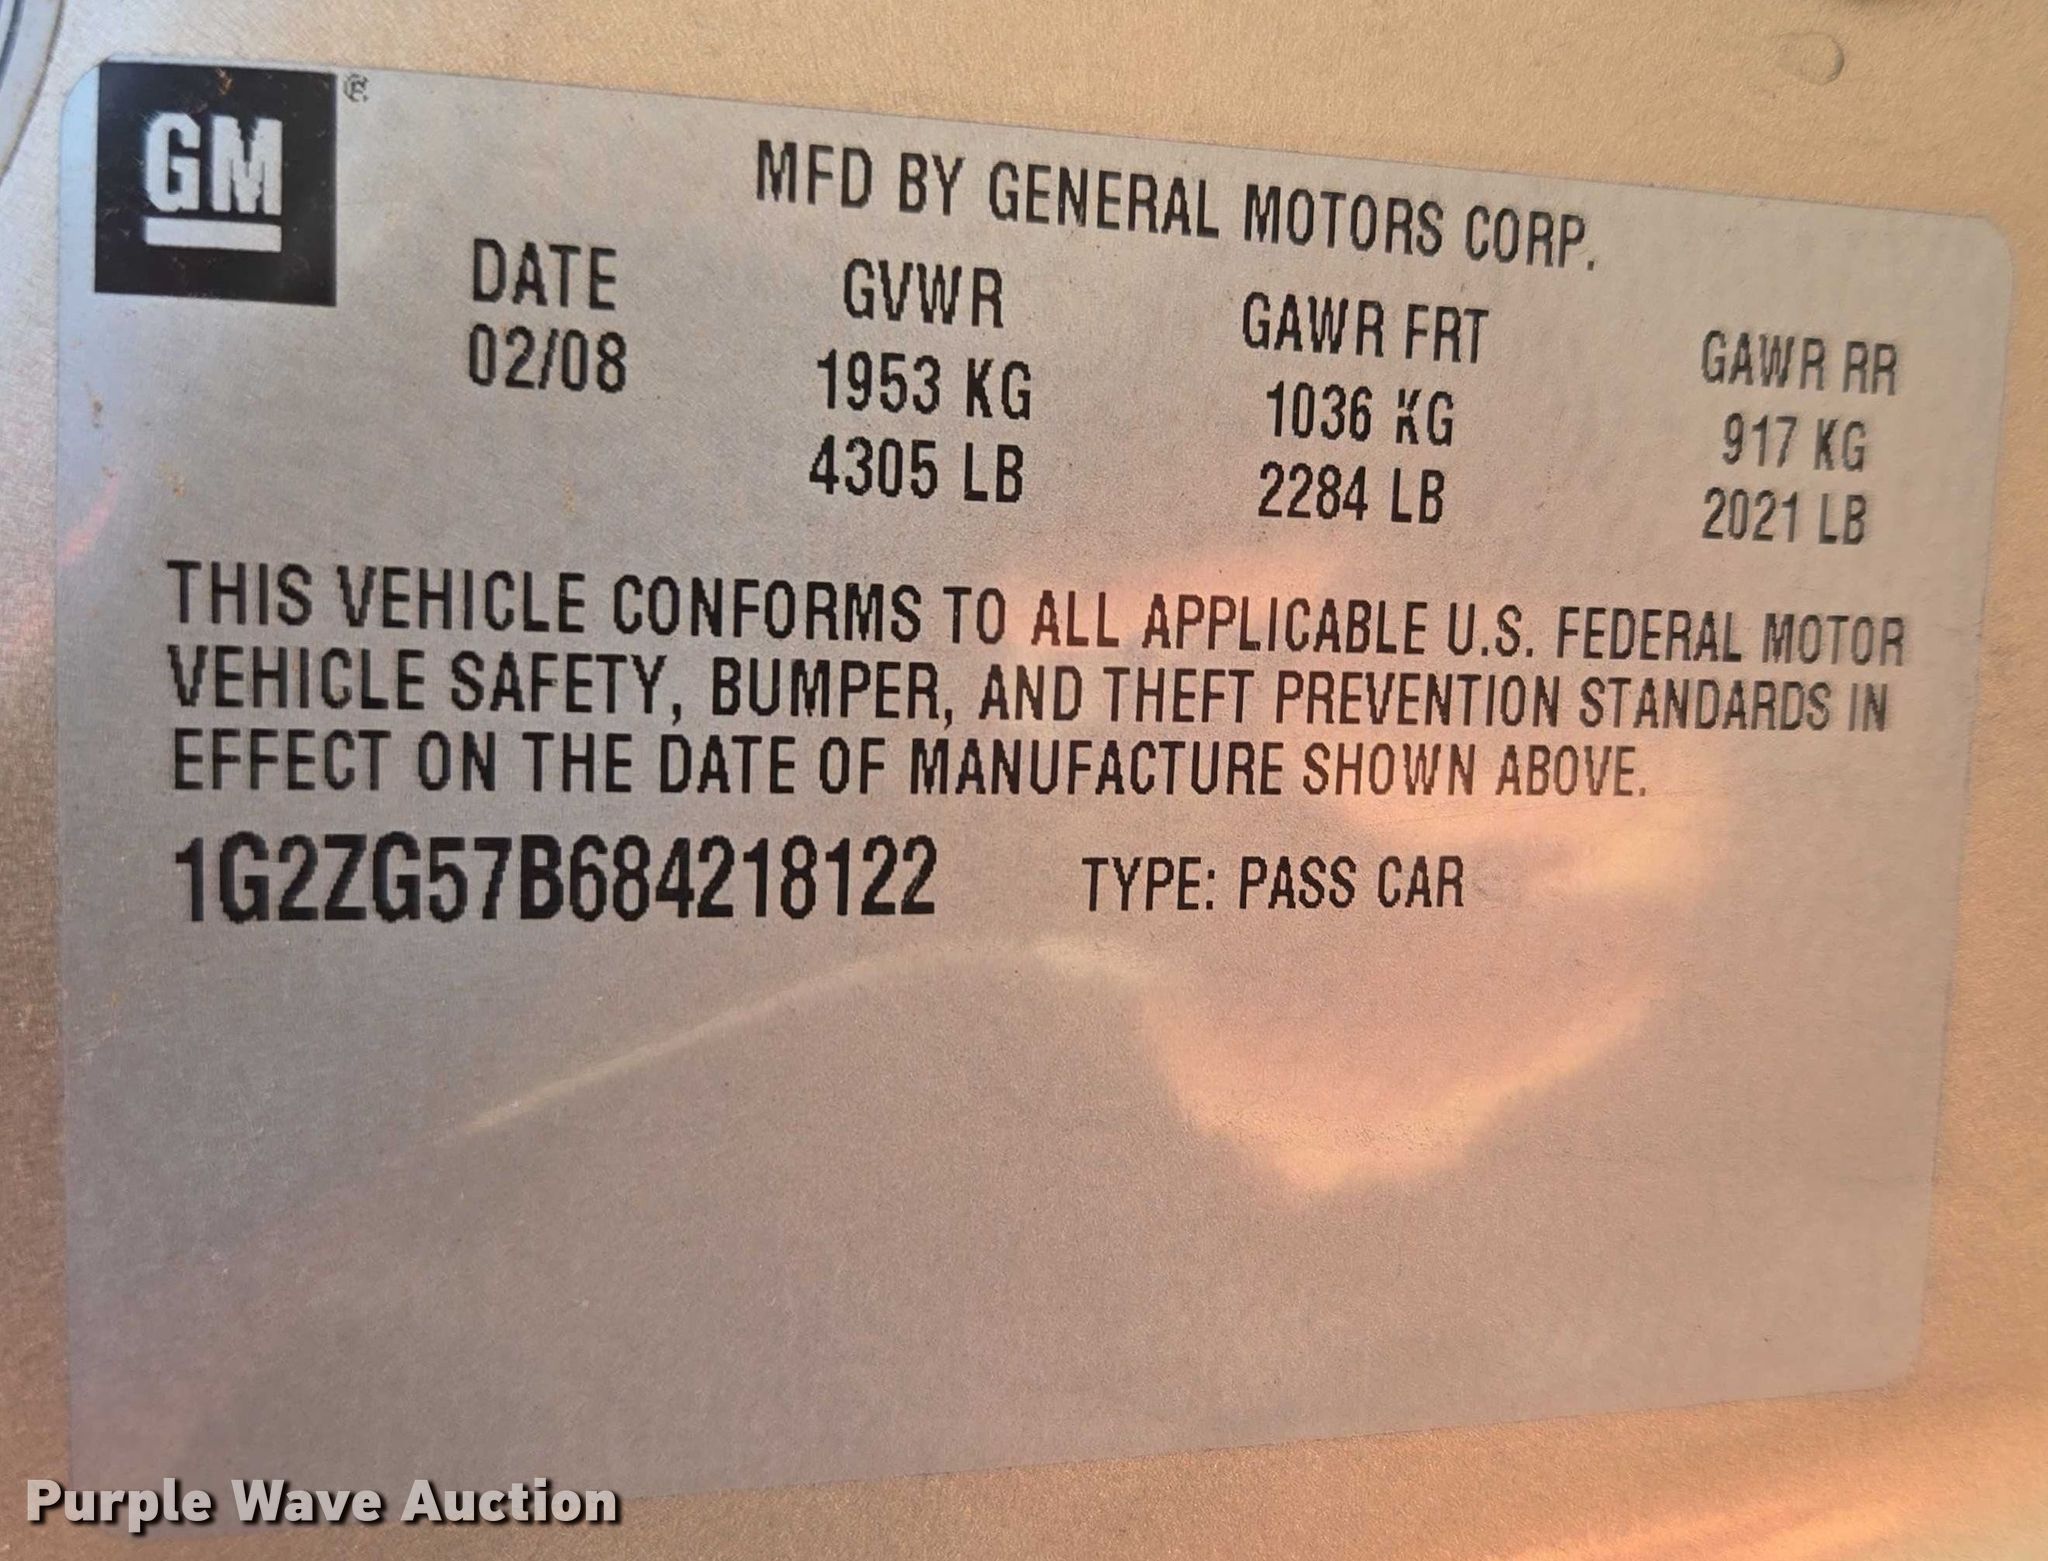 GM ®
MFD BY GENERAL MOTORS CORP.
DATE GVWR GAWR FRT GAWR RR
02/08 1953 KG 1036 KG 917 KG
4305 LB 2284 LB 2021 LB
THIS VEHICLE CONFORMS TO ALL APPLICABLE U.S. FEDERAL MOTOR
VEHICLE SAFETY, BUMPER, AND THEFT PREVENTION STANDARDS IN
EFFECT ON THE DATE OF MANUFACTURE SHOWN ABOVE.
1G2ZG57B684218122 TYPE: PASS CAR
Purple Wave Auction